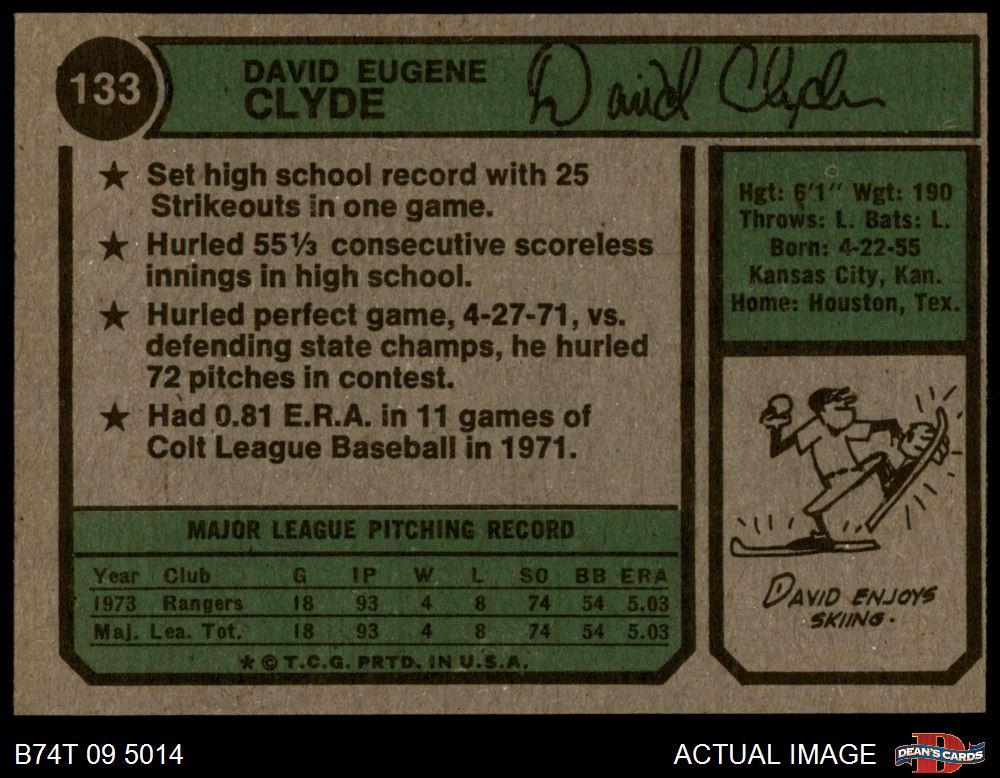 133
DAVID EUGENE
CLYDE
David Clyde
★ Set high school record with 25
Strikeouts in one game.
★ Hurled 55⅓ consecutive scoreless
innings in high school.
★ Hurled perfect game, 4-27-71, vs.
defending state champs, he hurled
72 pitches in contest.
★ Had 0.81 E.R.A. in 11 games of
Colt League Baseball in 1971.
MAJOR LEAGUE PITCHING RECORD
Year Club G IP W L SO BB ERA
1973 Rangers 18 93 4 8 74 54 5.03
Maj. Lea. Tot. 18 93 4 8 74 54 5.03
* © T.C.G. PRTD. IN U.S.A.
Hgt: 6'1" Wgt: 190
Throws: L. Bats: L.
Born: 4-22-55
Kansas City, Kan.
Home: Houston, Tex.
DAVID ENJOYS
SKIING.
B74T 09 5014
ACTUAL IMAGE
DEAN'S CARDS